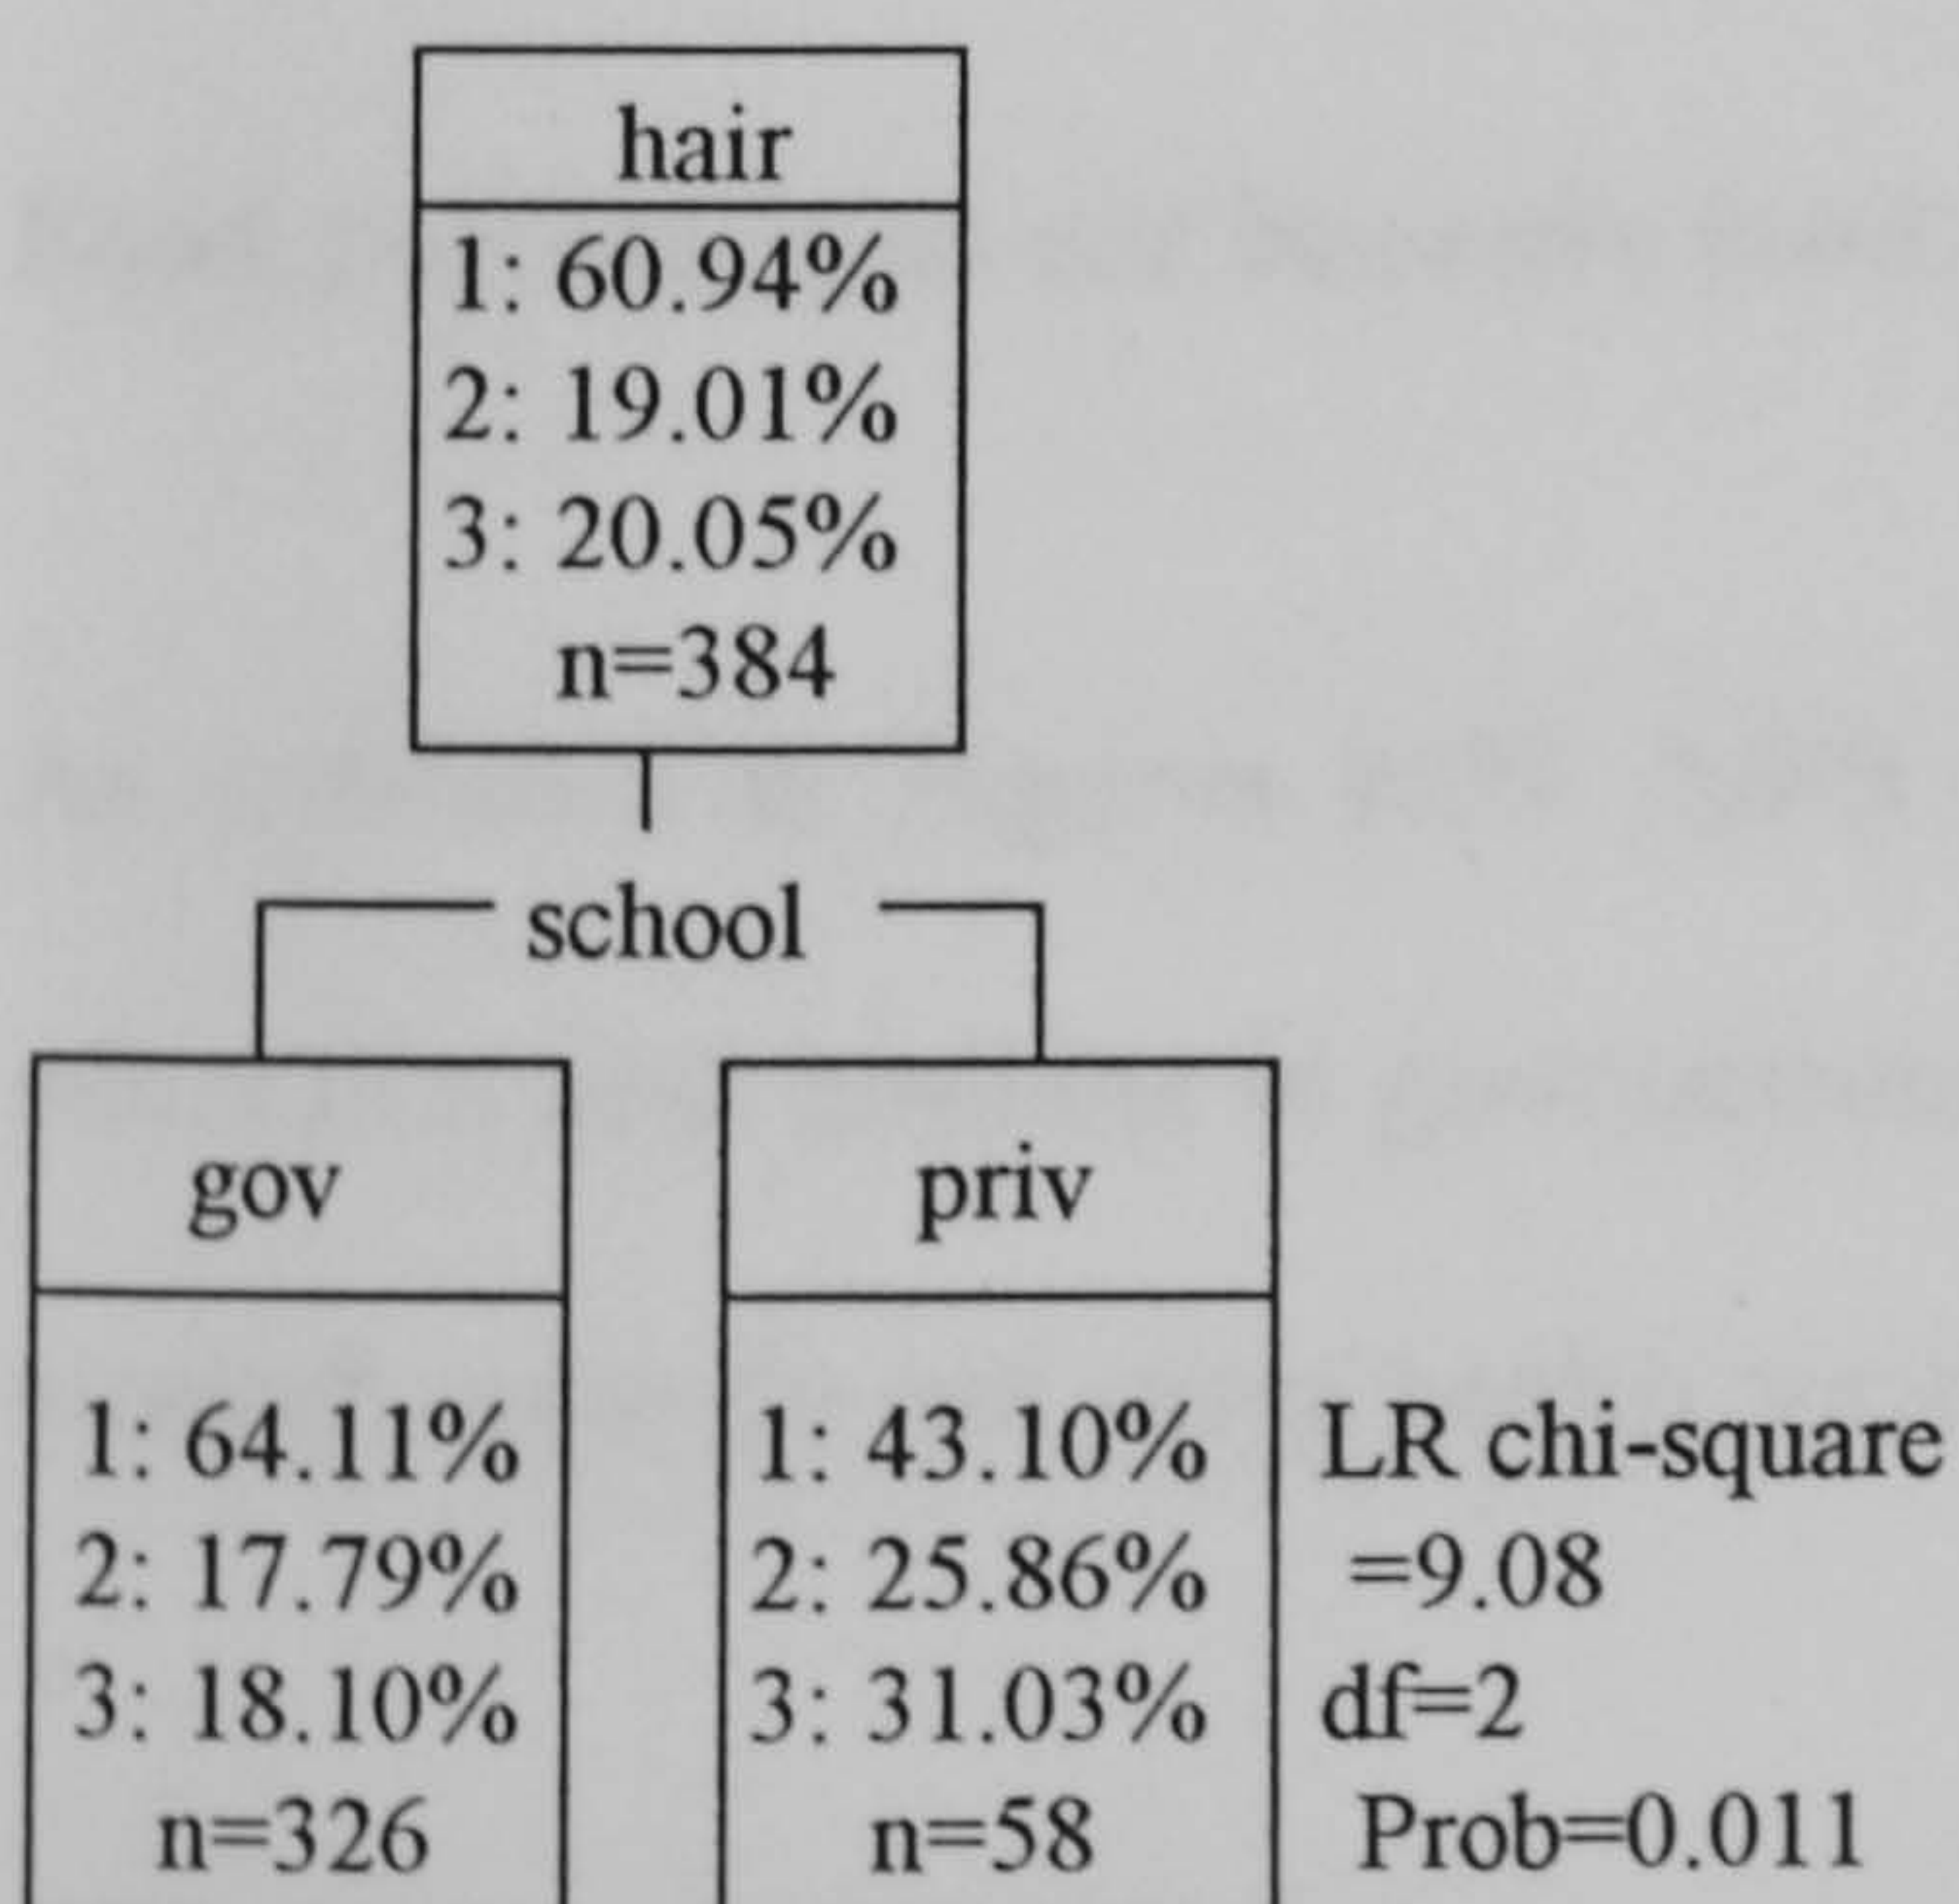 hair
1: 60.94%
2: 19.01%
3: 20.05%
n=384
school
gov
1: 64.11%
2: 17.79%
3: 18.10%
n=326
priv
1: 43.10%
2: 25.86%
3: 31.03%
n=58
LR chi-square
=9.08
df=2
Prob=0.011